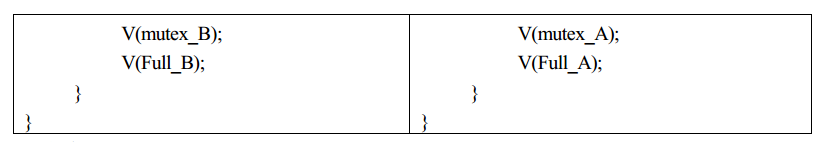 V(mutex_B);
V(Full_B);
}
}
V(mutex_A);
V(Full_A);
}
}